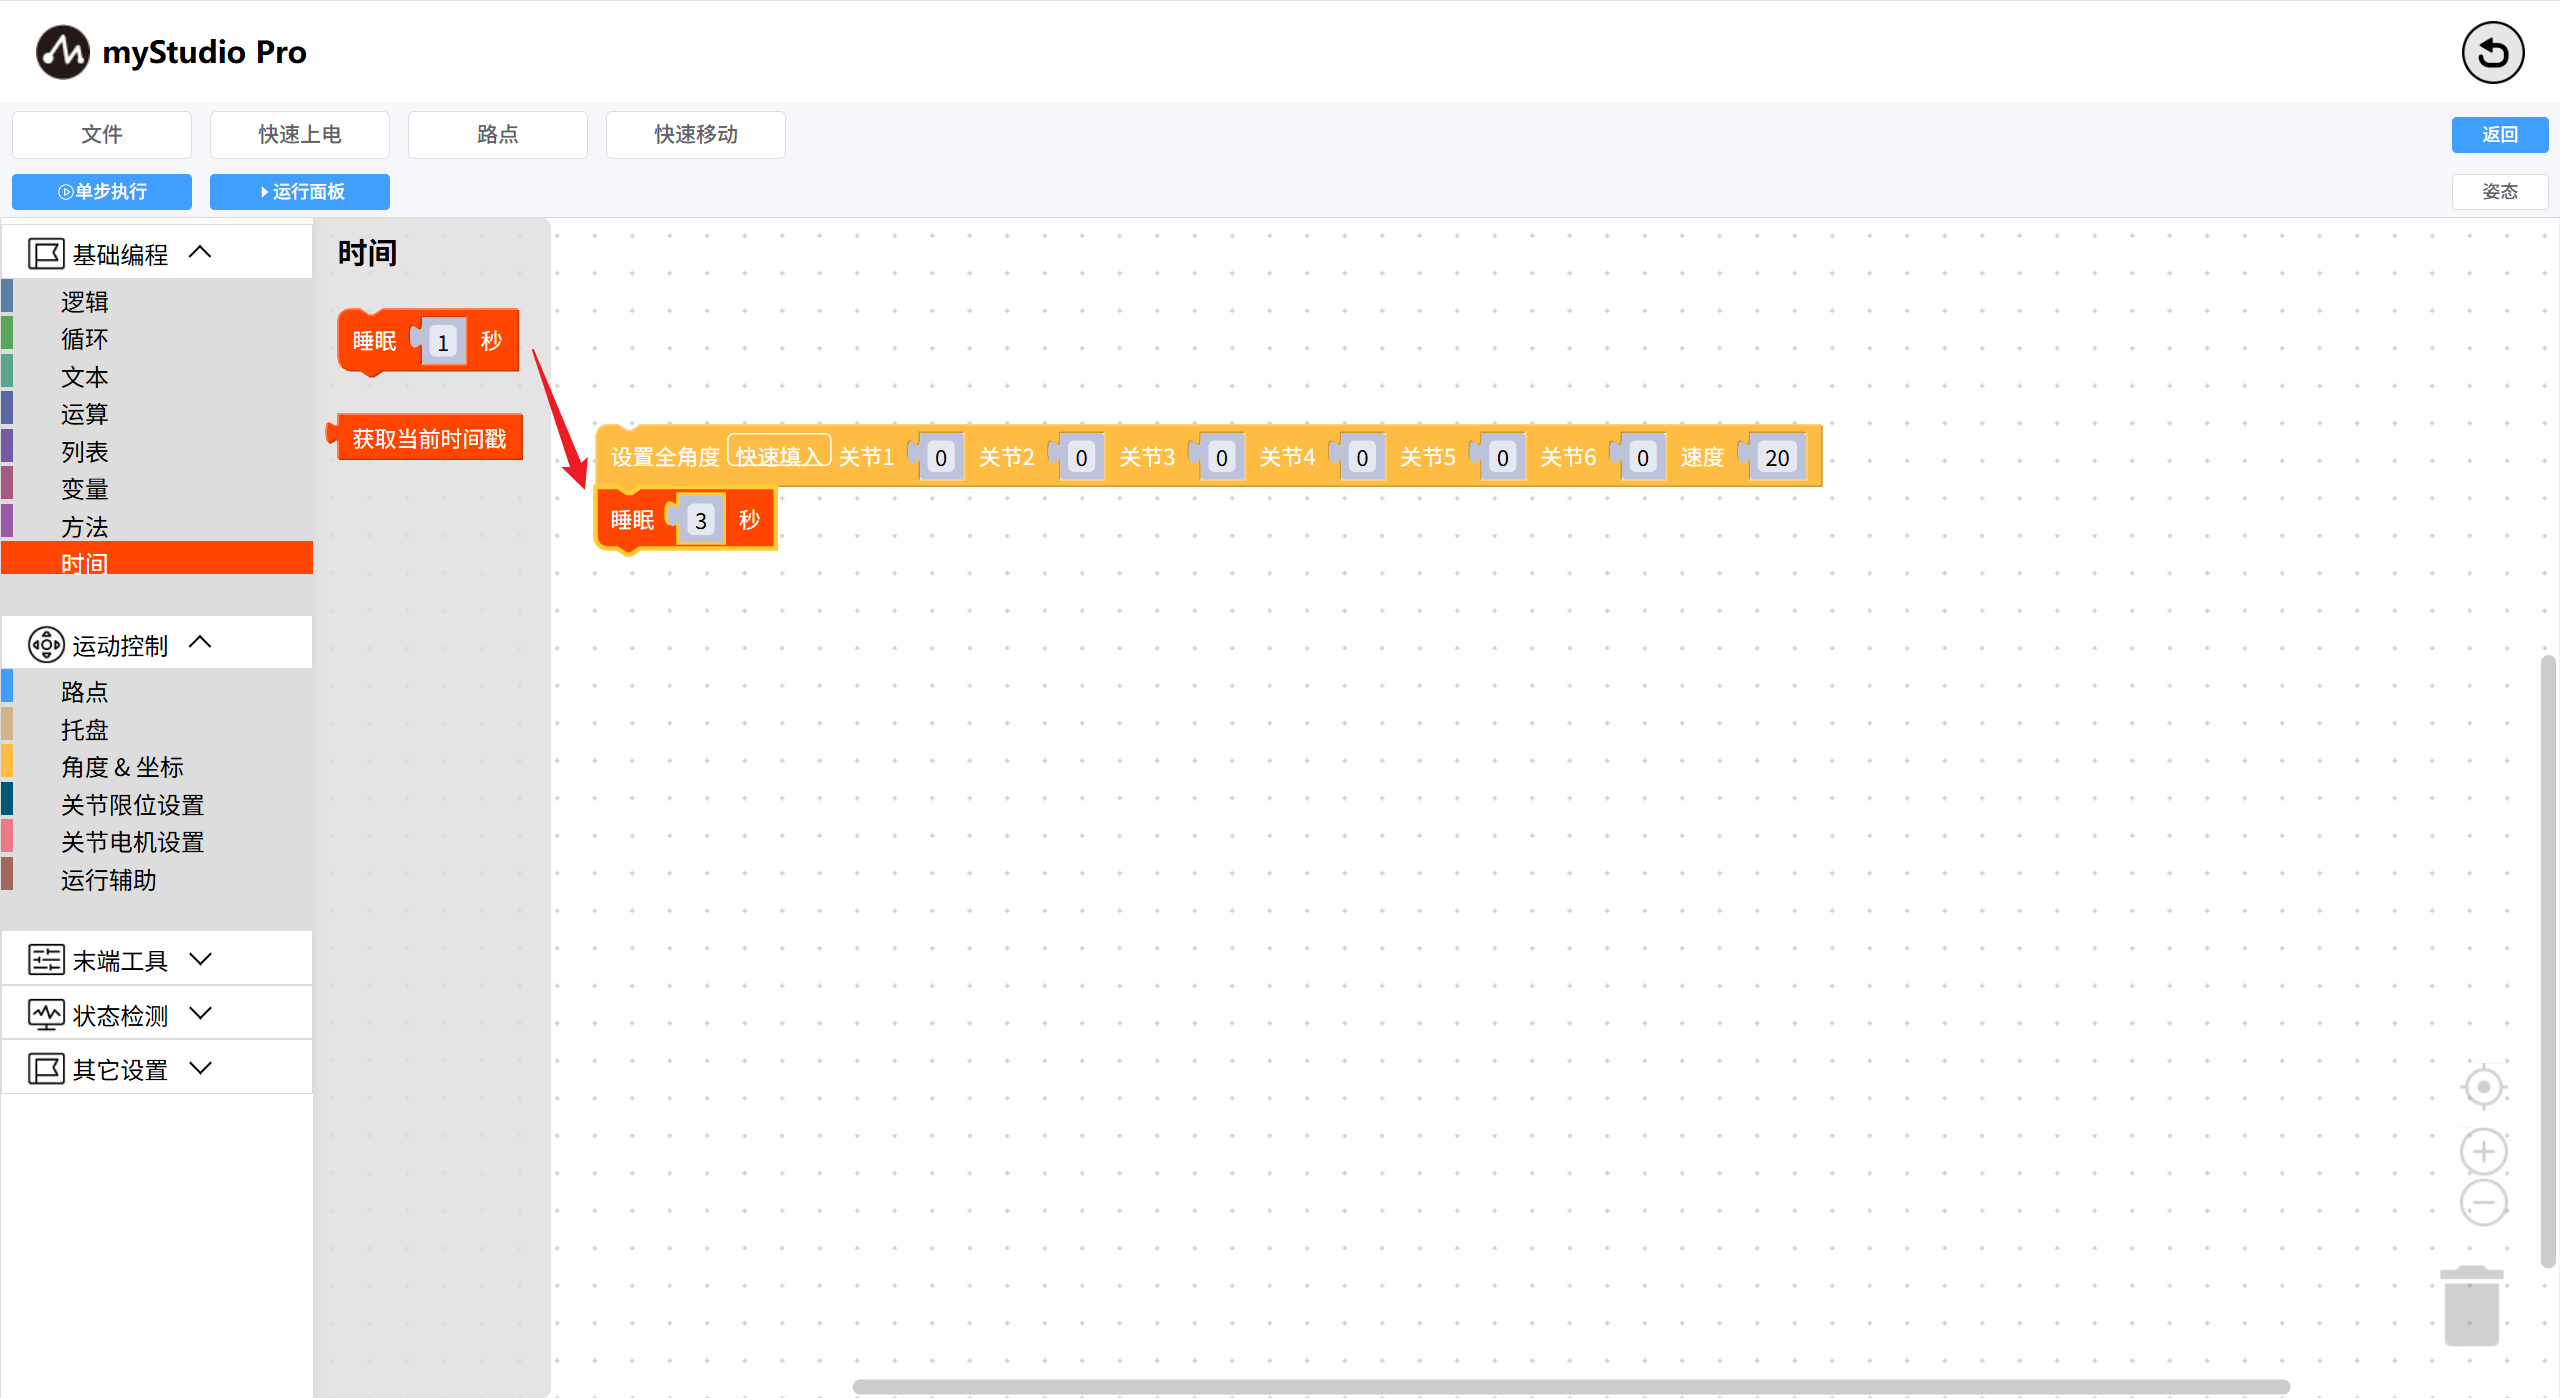 myStudio Pro
文件 快速上电 路点 快速移动 返回
单步执行 运行面板 姿态
基础编程
逻辑
循环
文本
运算
列表
变量
方法
时间
运动控制
路点
托盘
角度 & 坐标
关节限位设置
关节电机设置
运行辅助
末端工具
状态检测
其它设置
时间
睡眠 1 秒
获取当前时间戳
设置全角度 快速填入 关节1 0 关节2 0 关节3 0 关节4 0 关节5 0 关节6 0 速度 20
睡眠 3 秒